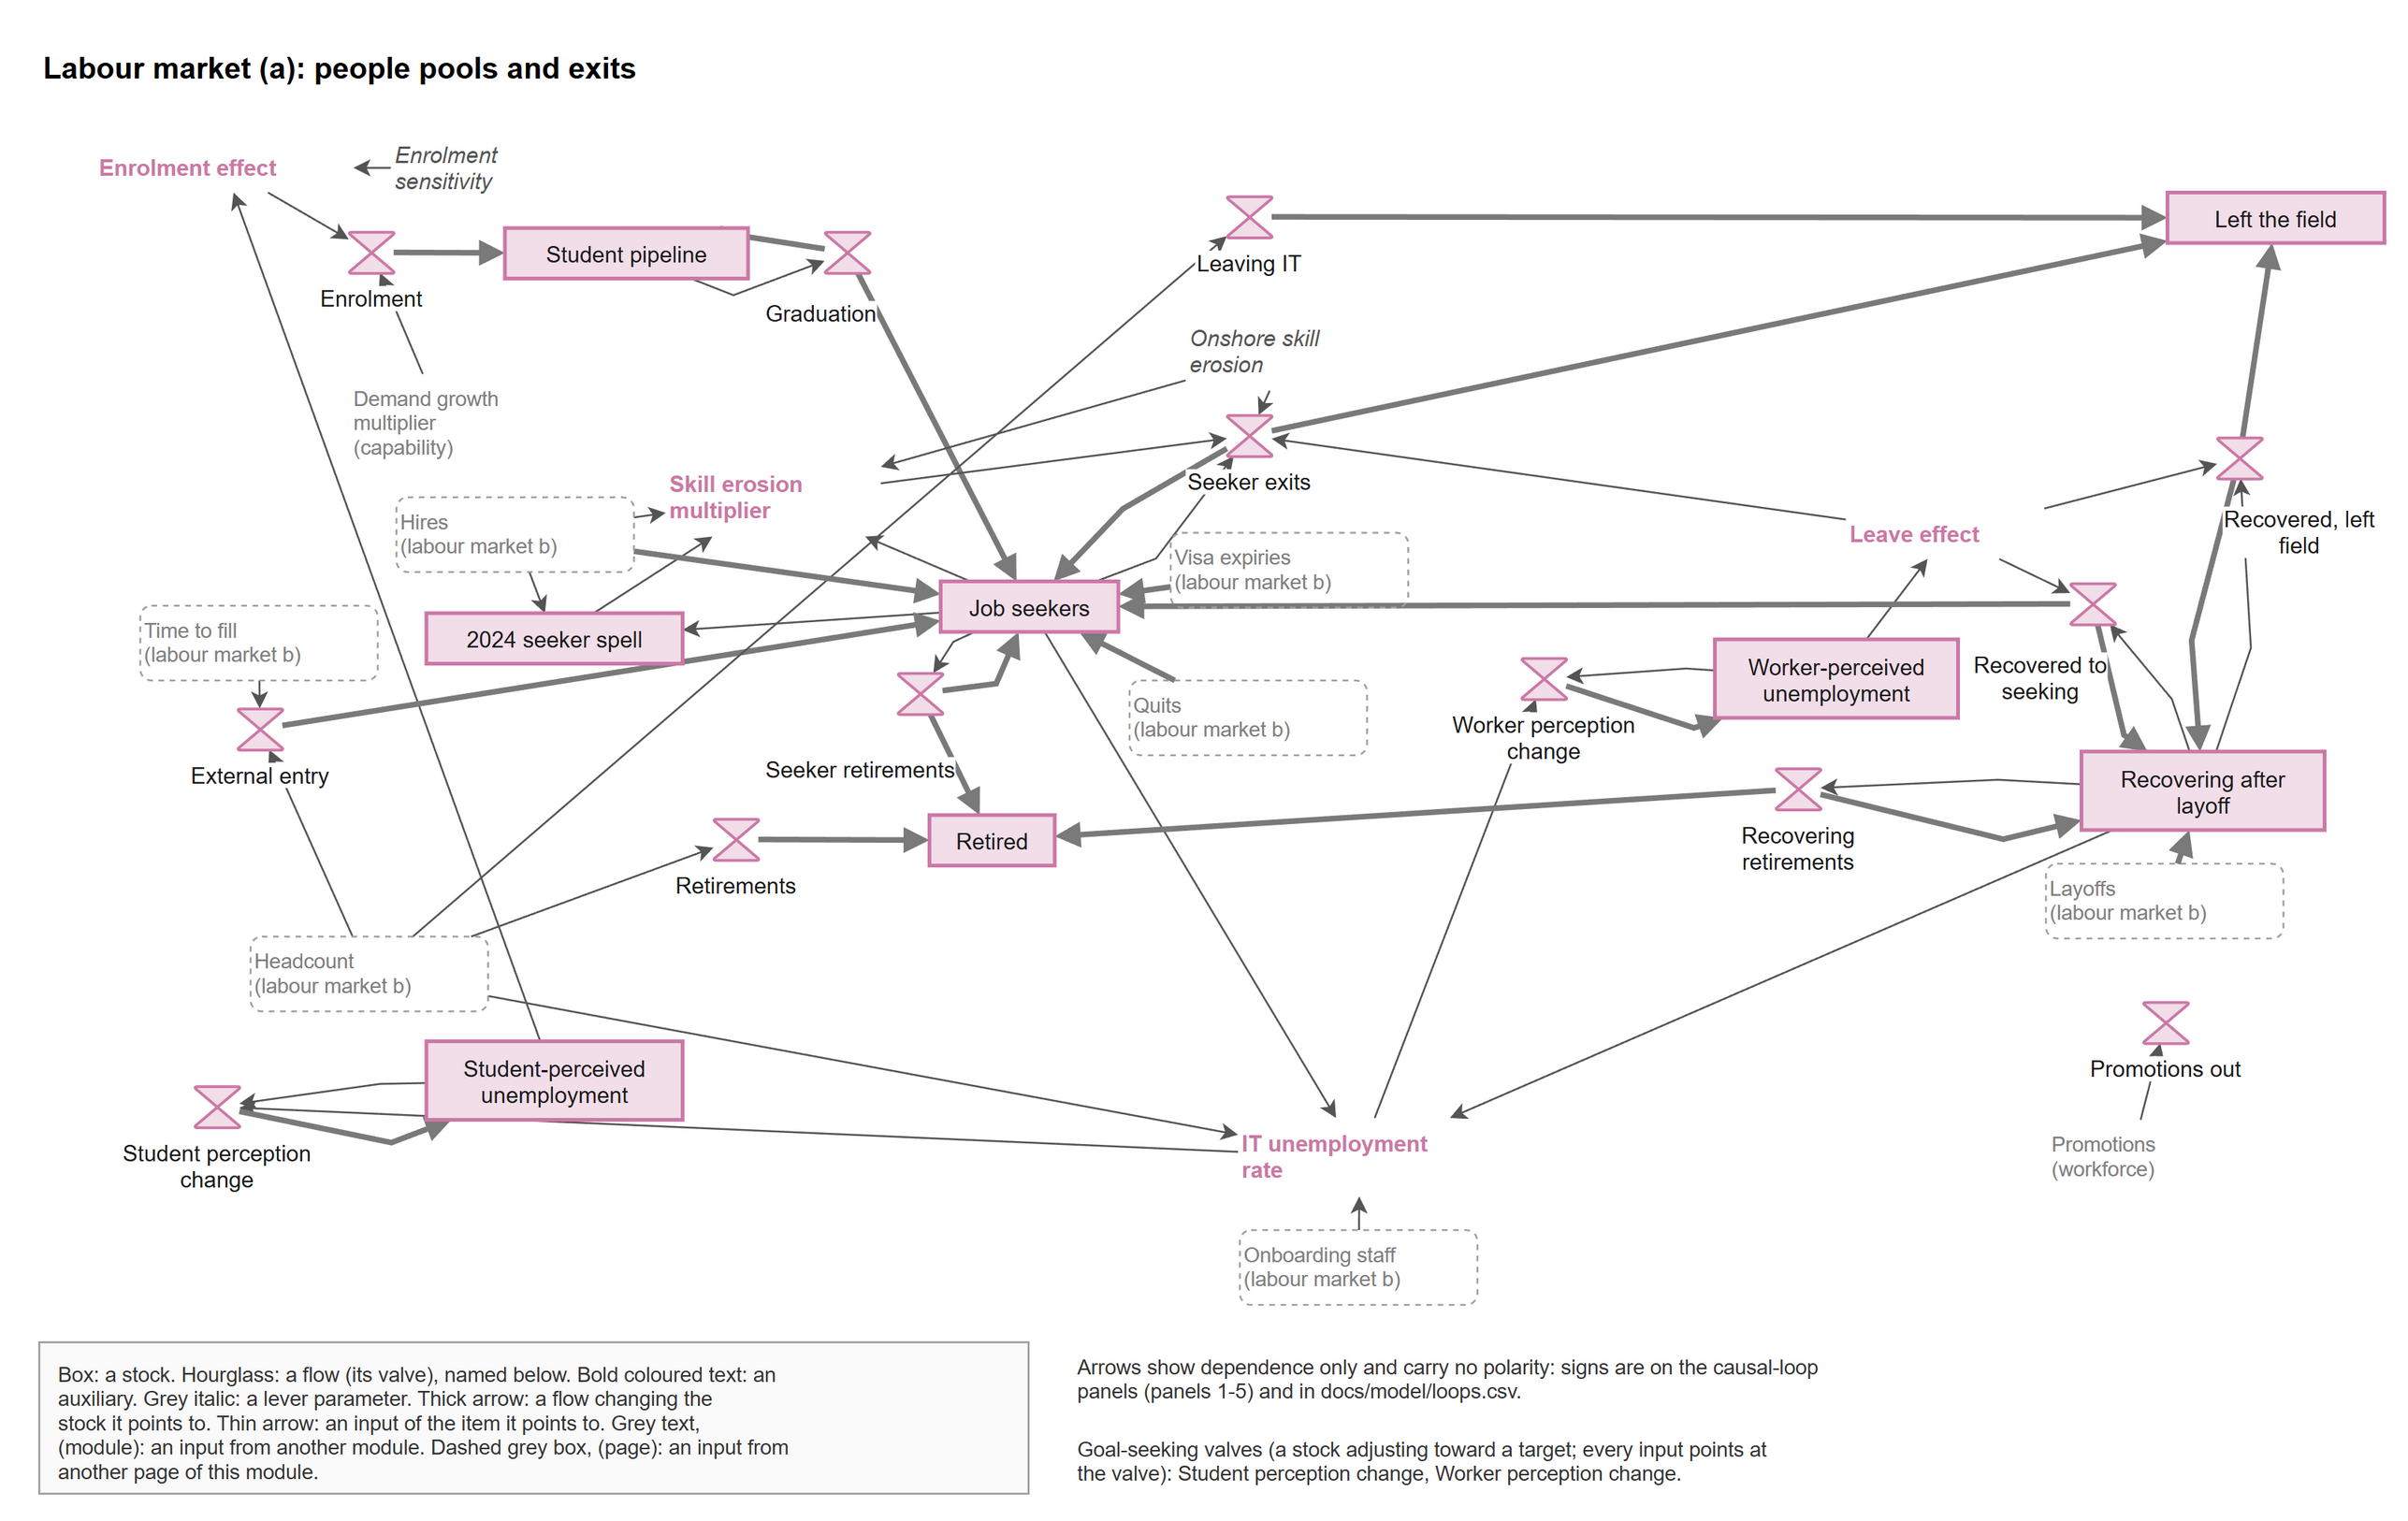 Labour market (a): people pools and exits
Enrolment effect
Enrolment
sensitivity
Enrolment
Student pipeline
Graduation
Leaving IT
Left the field
Demand growth
multiplier
(capability)
Onshore skill
erosion
Skill erosion
multiplier
Seeker exits
Hires
(labour market b)
Visa expiries
(labour market b)
Leave effect
Recovered, left
field
Job seekers
2024 seeker spell
Time to fill
(labour market b)
Worker-perceived
unemployment
Recovered to
seeking
Quits
(labour market b)
Worker perception
change
External entry
Seeker retirements
Recovering after
layoff
Retired
Recovering
retirements
Retirements
Layoffs
(labour market b)
Headcount
(labour market b)
Student-perceived
unemployment
Promotions out
Student perception
change
IT unemployment
rate
Promotions
(workforce)
Onboarding staff
(labour market b)
Box: a stock. Hourglass: a flow (its valve), named below. Bold coloured text: an
auxiliary. Grey italic: a lever parameter. Thick arrow: a flow changing the
stock it points to. Thin arrow: an input of the item it points to. Grey text,
(module): an input from another module. Dashed grey box, (page): an input from
another page of this module.
Arrows show dependence only and carry no polarity: signs are on the causal-loop
panels (panels 1-5) and in docs/model/loops.csv.
Goal-seeking valves (a stock adjusting toward a target; every input points at
the valve): Student perception change, Worker perception change.